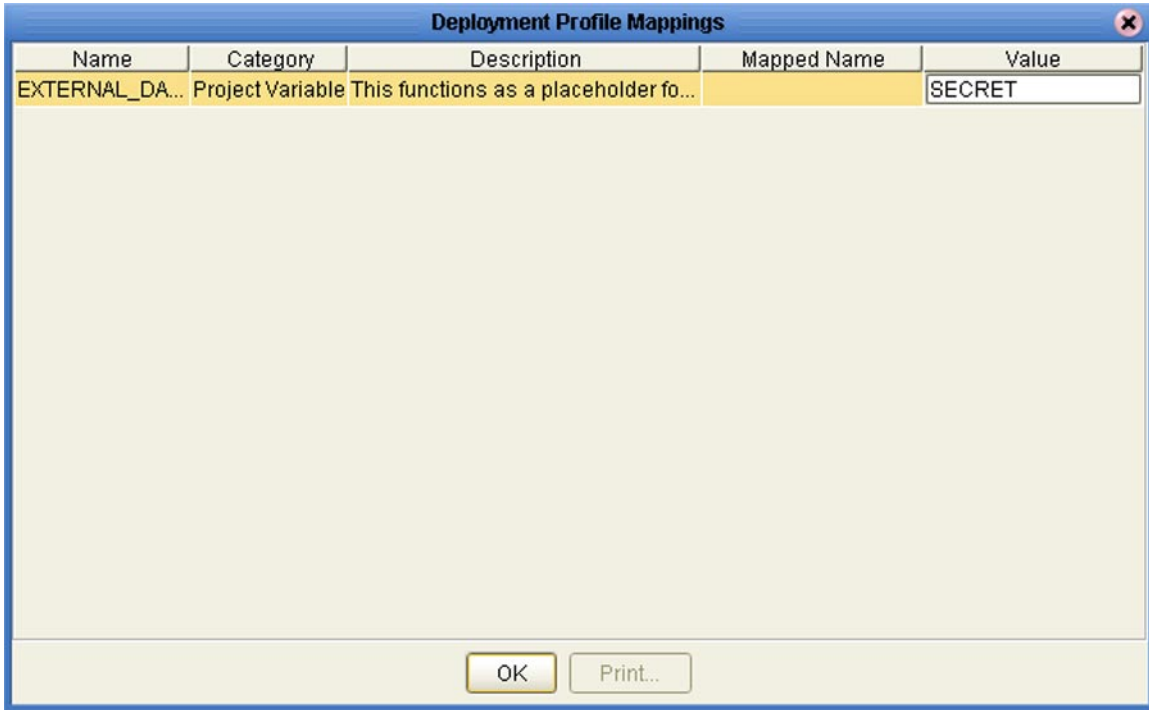 Deployment Profile Mappings
Name Category Description Mapped Name Value
EXTERNAL_DA... Project Variable This functions as a placeholder fo... SECRET
OK Print...